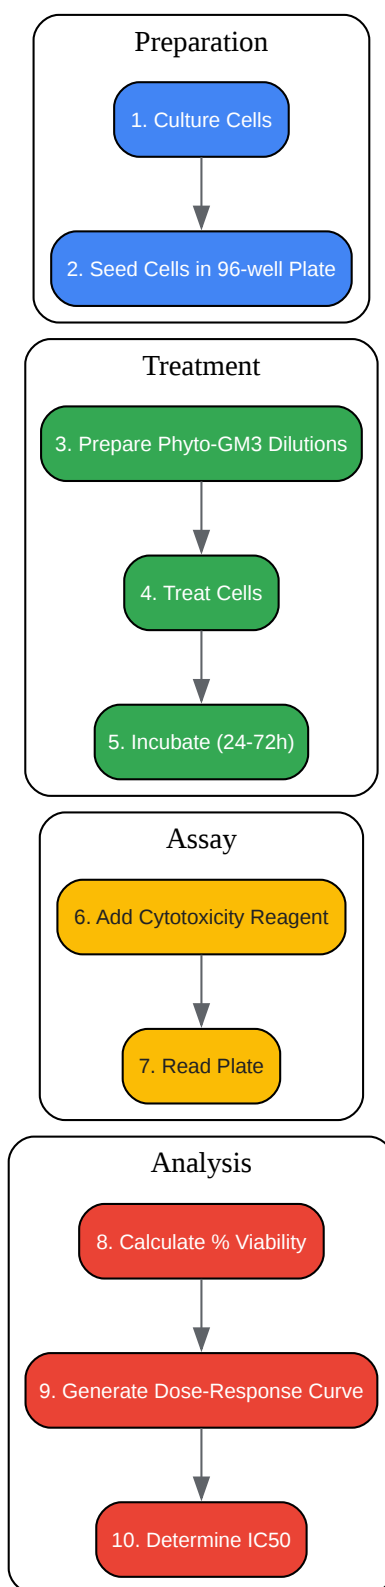 Preparation
1. Culture Cells
2. Seed Cells in 96-well Plate
Treatment
3. Prepare Phyto-GM3 Dilutions
4. Treat Cells
5. Incubate (24-72h)
Assay
6. Add Cytotoxicity Reagent
7. Read Plate
Analysis
8. Calculate % Viability
9. Generate Dose-Response Curve
10. Determine IC50